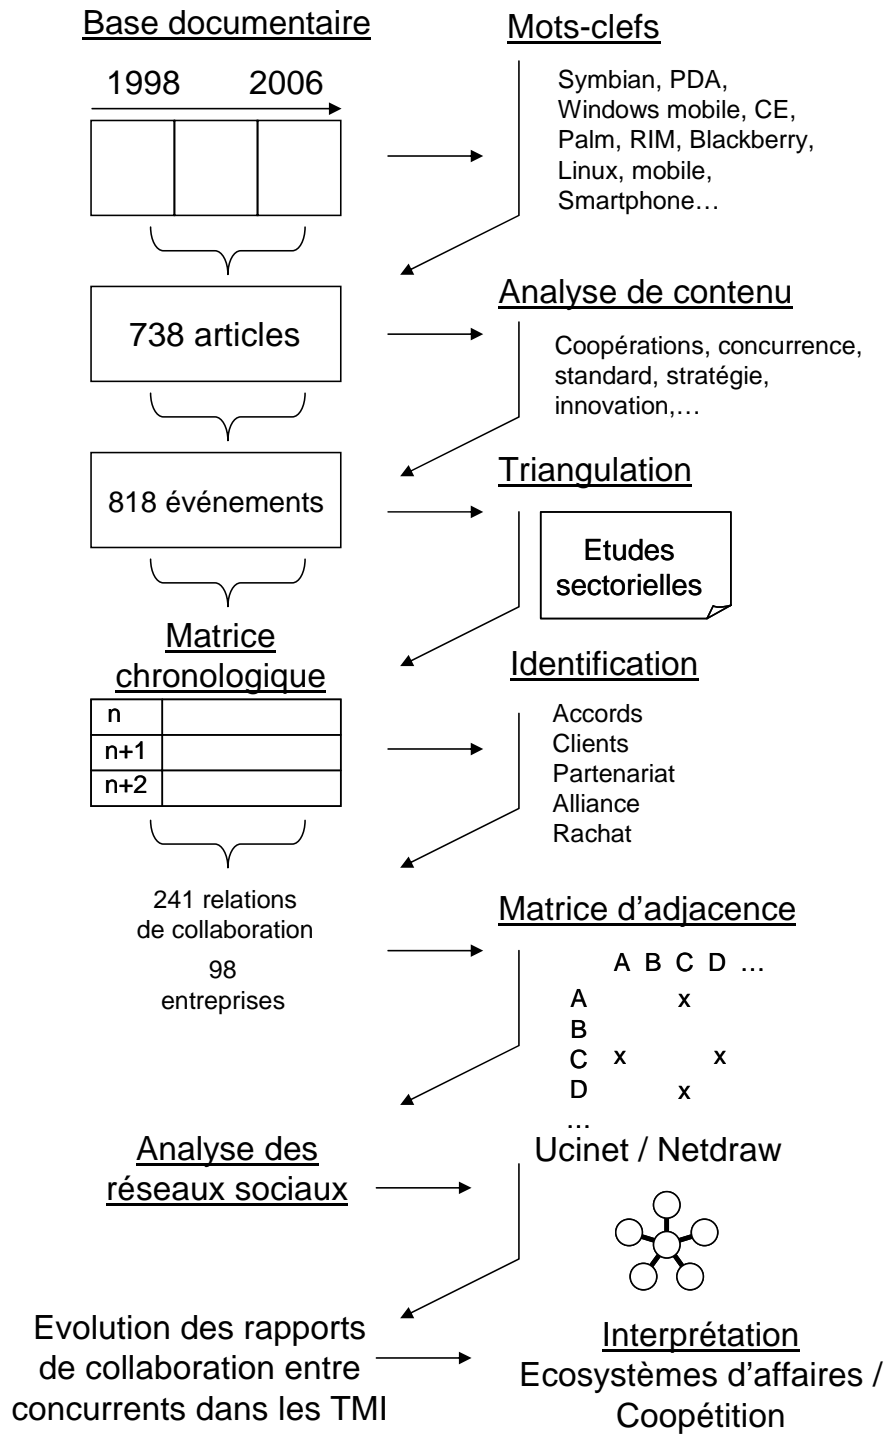 Base documentaire
1998 2006
Mots-clefs
Symbian, PDA,
Windows mobile, CE,
Palm, RIM, Blackberry,
Linux, mobile,
Smartphone…
738 articles
Analyse de contenu
Coopérations, concurrence,
standard, stratégie,
innovation,…
818 événements
Triangulation
Etudes
sectorielles
Matrice
chronologique
n
n+1
n+2
Identification
Accords
Clients
Partenariat
Alliance
Rachat
241 relations
de collaboration
98
entreprises
Matrice d’adjacence
A B C D …
A x
B
C x x
D x
…
Analyse des
réseaux sociaux
Ucinet / Netdraw
Evolution des rapports
de collaboration entre
concurrents dans les TMI
Interprétation
Ecosystèmes d’affaires /
Coopétition